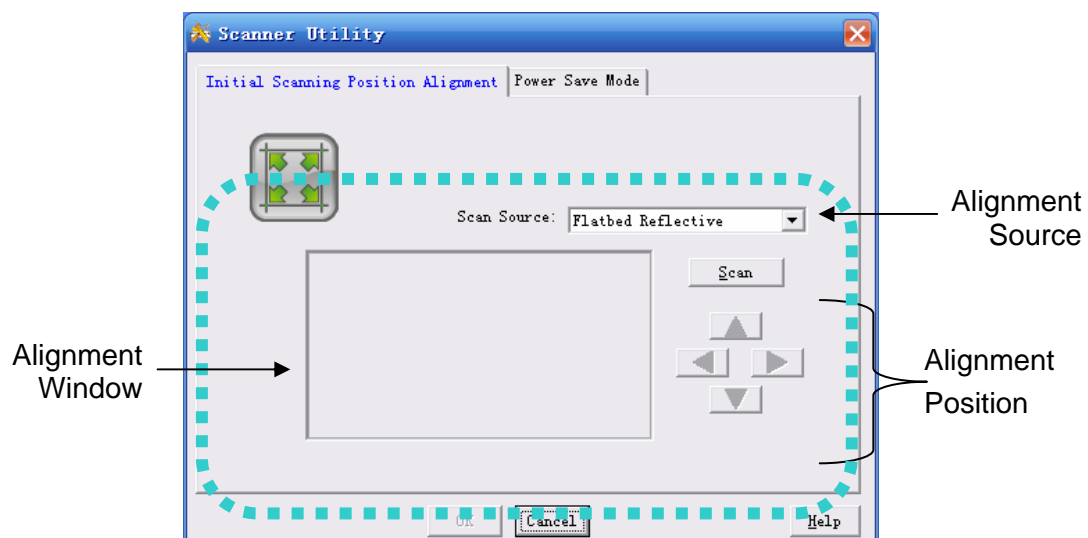 Scanner Utility
Initial Scanning Position Alignment
Power Save Mode
Scan Source:
Flatbed Reflective
Alignment
Source
Scan
Alignment
Window
Alignment
Position
OK
Cancel
Help